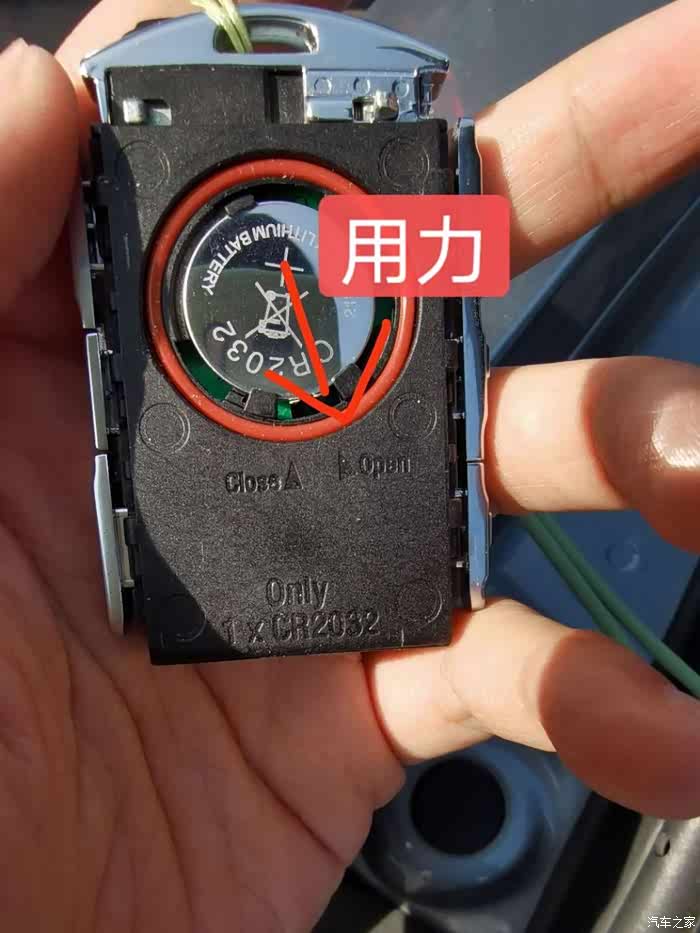 用力
LITHIUM BATTERY
+
CR2032
Close
Open
Only
1 x CR2032
汽车之家